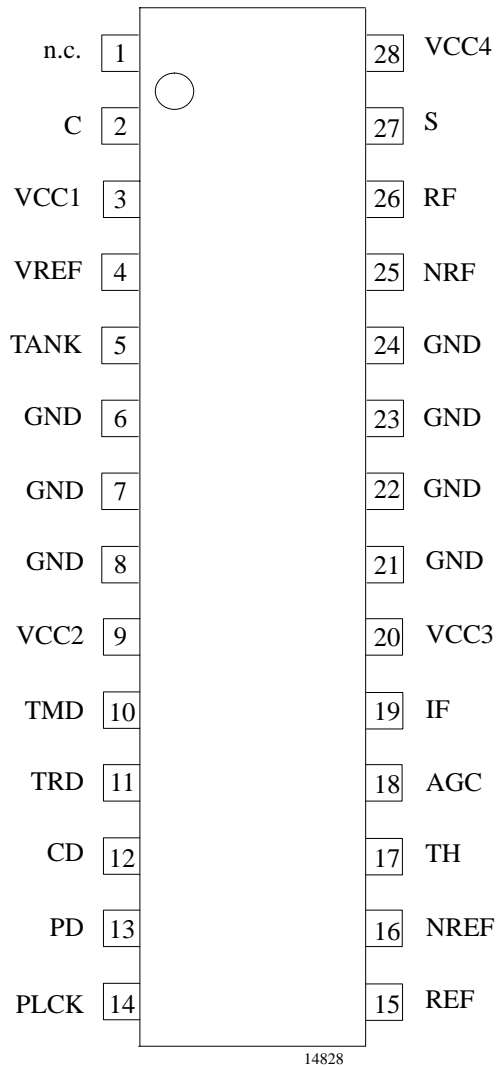 n.c. 1 28 VCC4
C 2 27 S
VCC1 3 26 RF
VREF 4 25 NRF
TANK 5 24 GND
GND 6 23 GND
GND 7 22 GND
GND 8 21 GND
VCC2 9 20 VCC3
TMD 10 19 IF
TRD 11 18 AGC
CD 12 17 TH
PD 13 16 NREF
PLCK 14 15 REF
14828